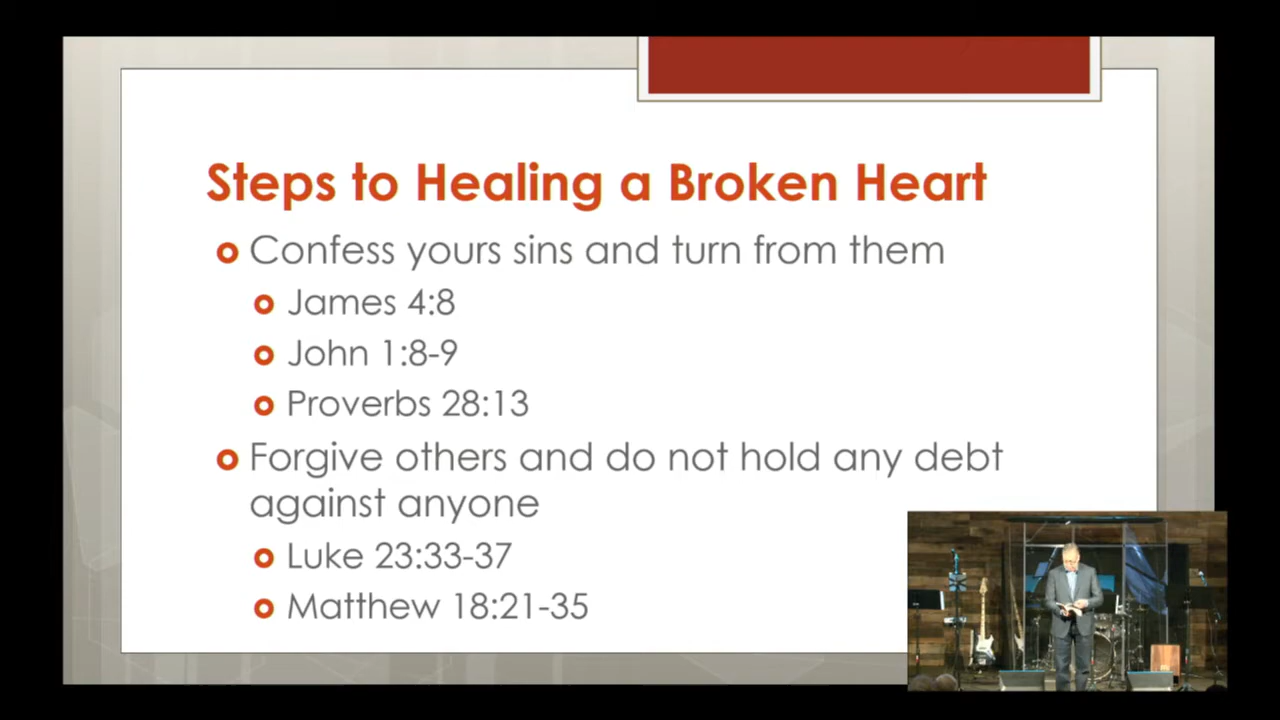 Steps to Healing a Broken Heart
Confess yours sins and turn from them
James 4:8
John 1:8-9
Proverbs 28:13
Forgive others and do not hold any debt
against anyone
Luke 23:33-37
Matthew 18:21-35